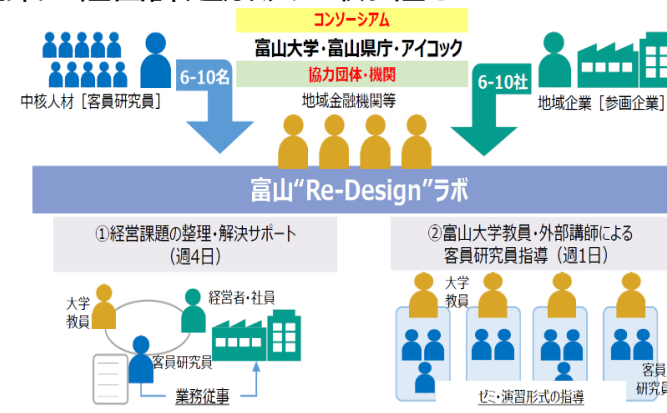 コンソーシアム
富山大学・富山県庁・アイコック
協力団体・機関
地域金融機関等
6-10名
中核人材［客員研究員］
6-10社
地域企業［参画企業］
富山“Re-Design”ラボ
①経営課題の整理・解決サポート
（週4日）
大学
教員
経営者・社員
客員研究員
業務従事
②富山大学教員・外部講師による
客員研究員指導（週1日）
大学
教員
客員
研究員
ゼミ・演習形式の指導